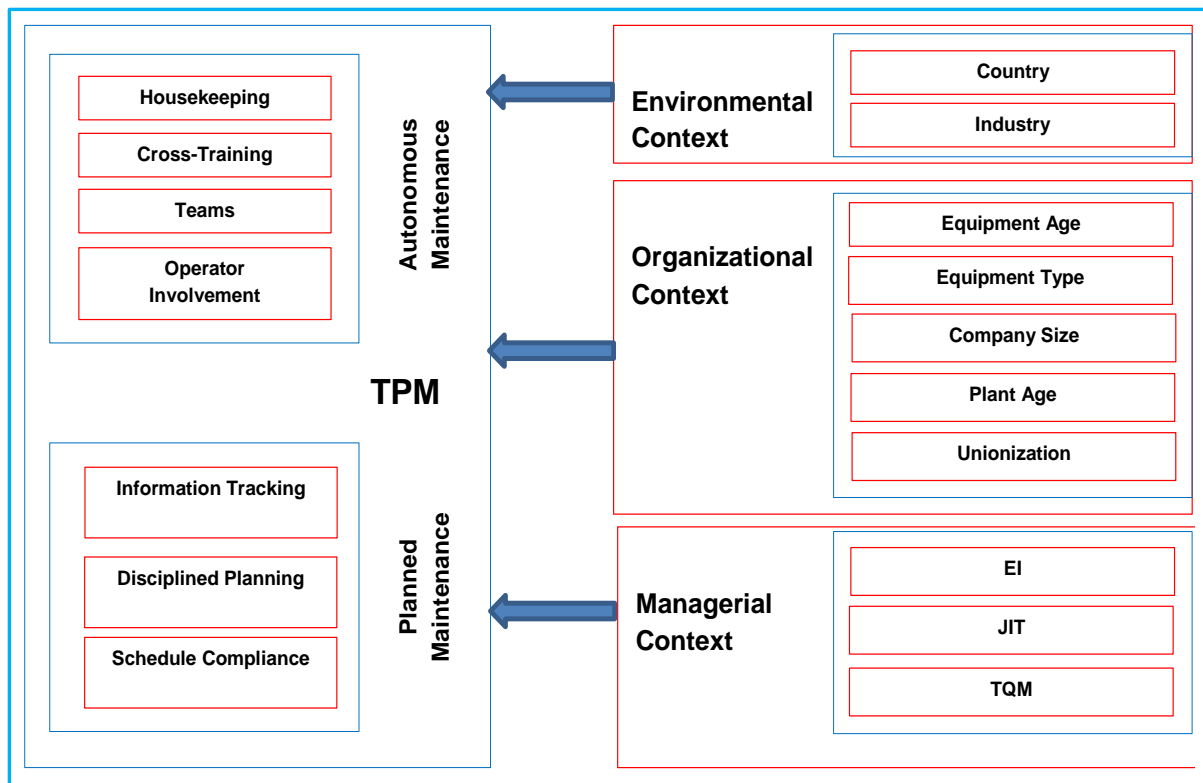 Housekeeping
Cross-Training
Teams
Operator
Involvement
Autonomous
Maintenance
TPM
Information Tracking
Disciplined Planning
Schedule Compliance
Planned
Maintenance
Environmental
Context
Country
Industry
Organizational
Context
Equipment Age
Equipment Type
Company Size
Plant Age
Unionization
Managerial
Context
EI
JIT
TQM